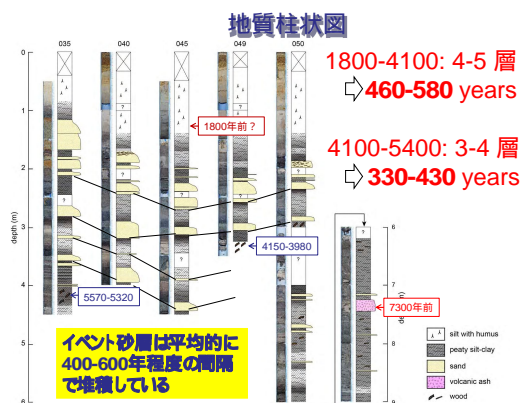 地質柱状図
035 040 045 049 050
1800-4100: 4-5 層
⇨460-580 years
4100-5400: 3-4 層
⇨330-430 years
0
1
2
3
4
5
6
depth (m)
?
?
?
?
?
?
?
?
1800年前？
4150-3980
5570-5320
イベント砂層は平均的に
400-600年程度の間隔
で堆積している
6
7
8
9
?
7300年前
silt with humus
peaty silt-clay
sand
volcanic ash
wood